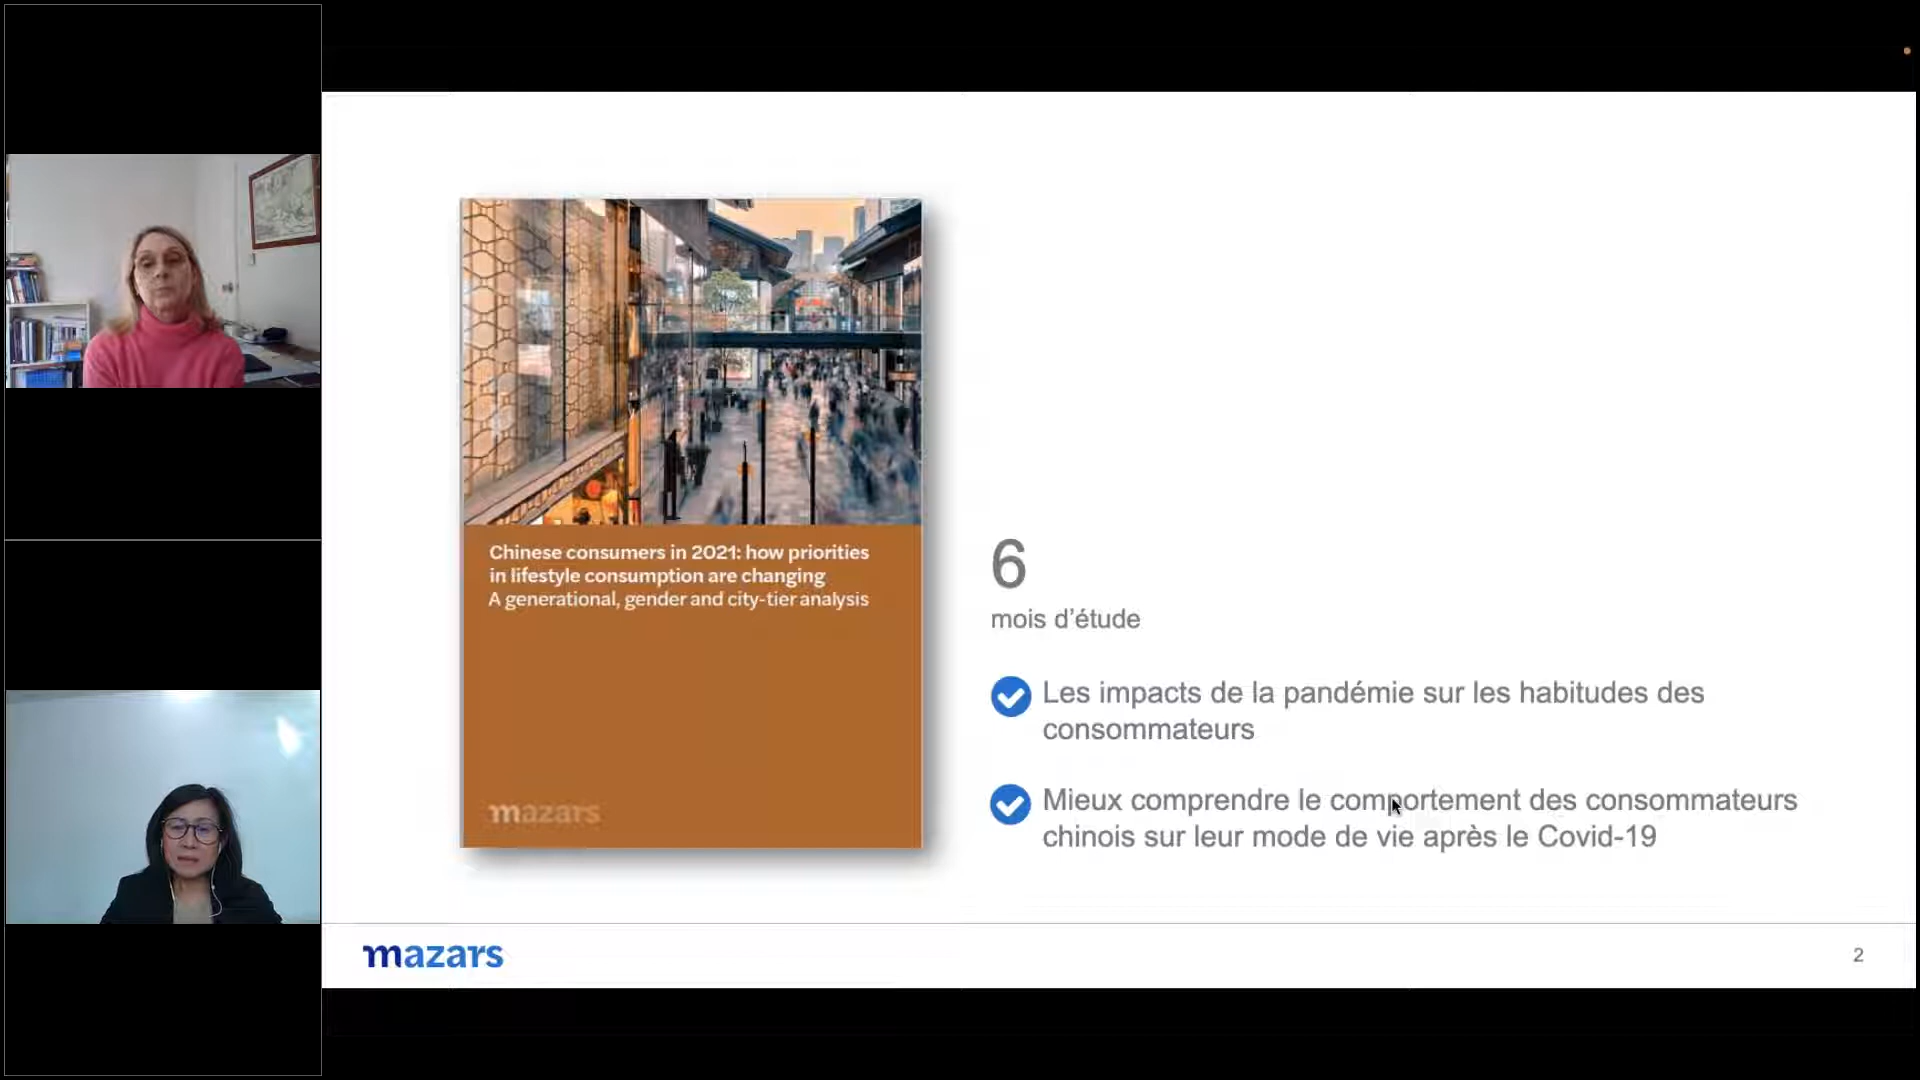 Chinese consumers in 2021: how priorities
in lifestyle consumption are changing
A generational, gender and city-tier analysis
mazars
6
mois d’étude
Les impacts de la pandémie sur les habitudes des
consommateurs
Mieux comprendre le comportement des consommateurs
chinois sur leur mode de vie après le Covid-19
mazars
2